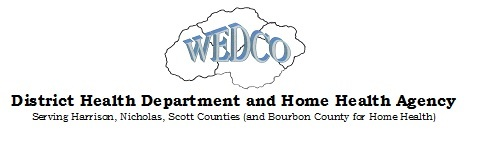 WEDCO
District Health Department and Home Health Agency
Serving Harrison, Nicholas, Scott Counties (and Bourbon County for Home Health)